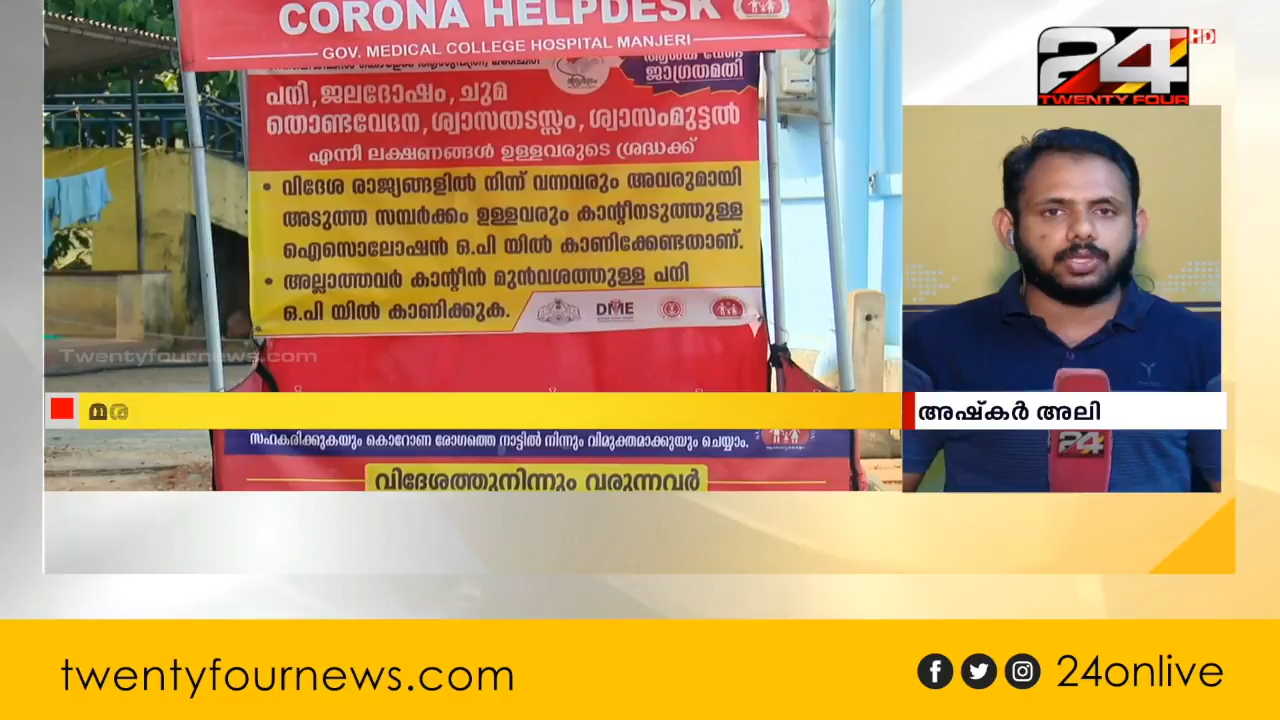 CORONA HELPDESK
GOV. MEDICAL COLLEGE HOSPITAL MANJERI
ജാഗ്രതമതി
പനി, ജലദോഷം, ചുമ
തൊണ്ടവേദന, ശ്വാസതടസ്സം, ശ്വാസംമുട്ടൽ
എന്നീ ലക്ഷണങ്ങൾ ഉള്ളവരുടെ ശ്രദ്ധക്ക്
• വിദേശ രാജ്യങ്ങളിൽ നിന്ന് വന്നവരും അവരുമായി
അടുത്ത സമ്പർക്കം ഉള്ളവരും കാന്റീനടുത്തുള്ള
ഐസൊലോഷൻ ഒ.പി യിൽ കാണിക്കേണ്ടതാണ്.
• അല്ലാത്തവർ കാന്റീൻ മുൻവശത്തുള്ള പനി
ഒ.പി യിൽ കാണിക്കുക.
DME
Twentyfournews.com
സഹകരിക്കുകയും കൊറോണ രോഗത്തെ നാട്ടിൽ നിന്നും വിമുക്തമാക്കുകയും ചെയ്യാം.
വിദേശത്തുനിന്നും വരുന്നവർ
24 HD
TWENTY FOUR
മര
അഷ്കർ അലി
24
twentyfournews.com
24onlive